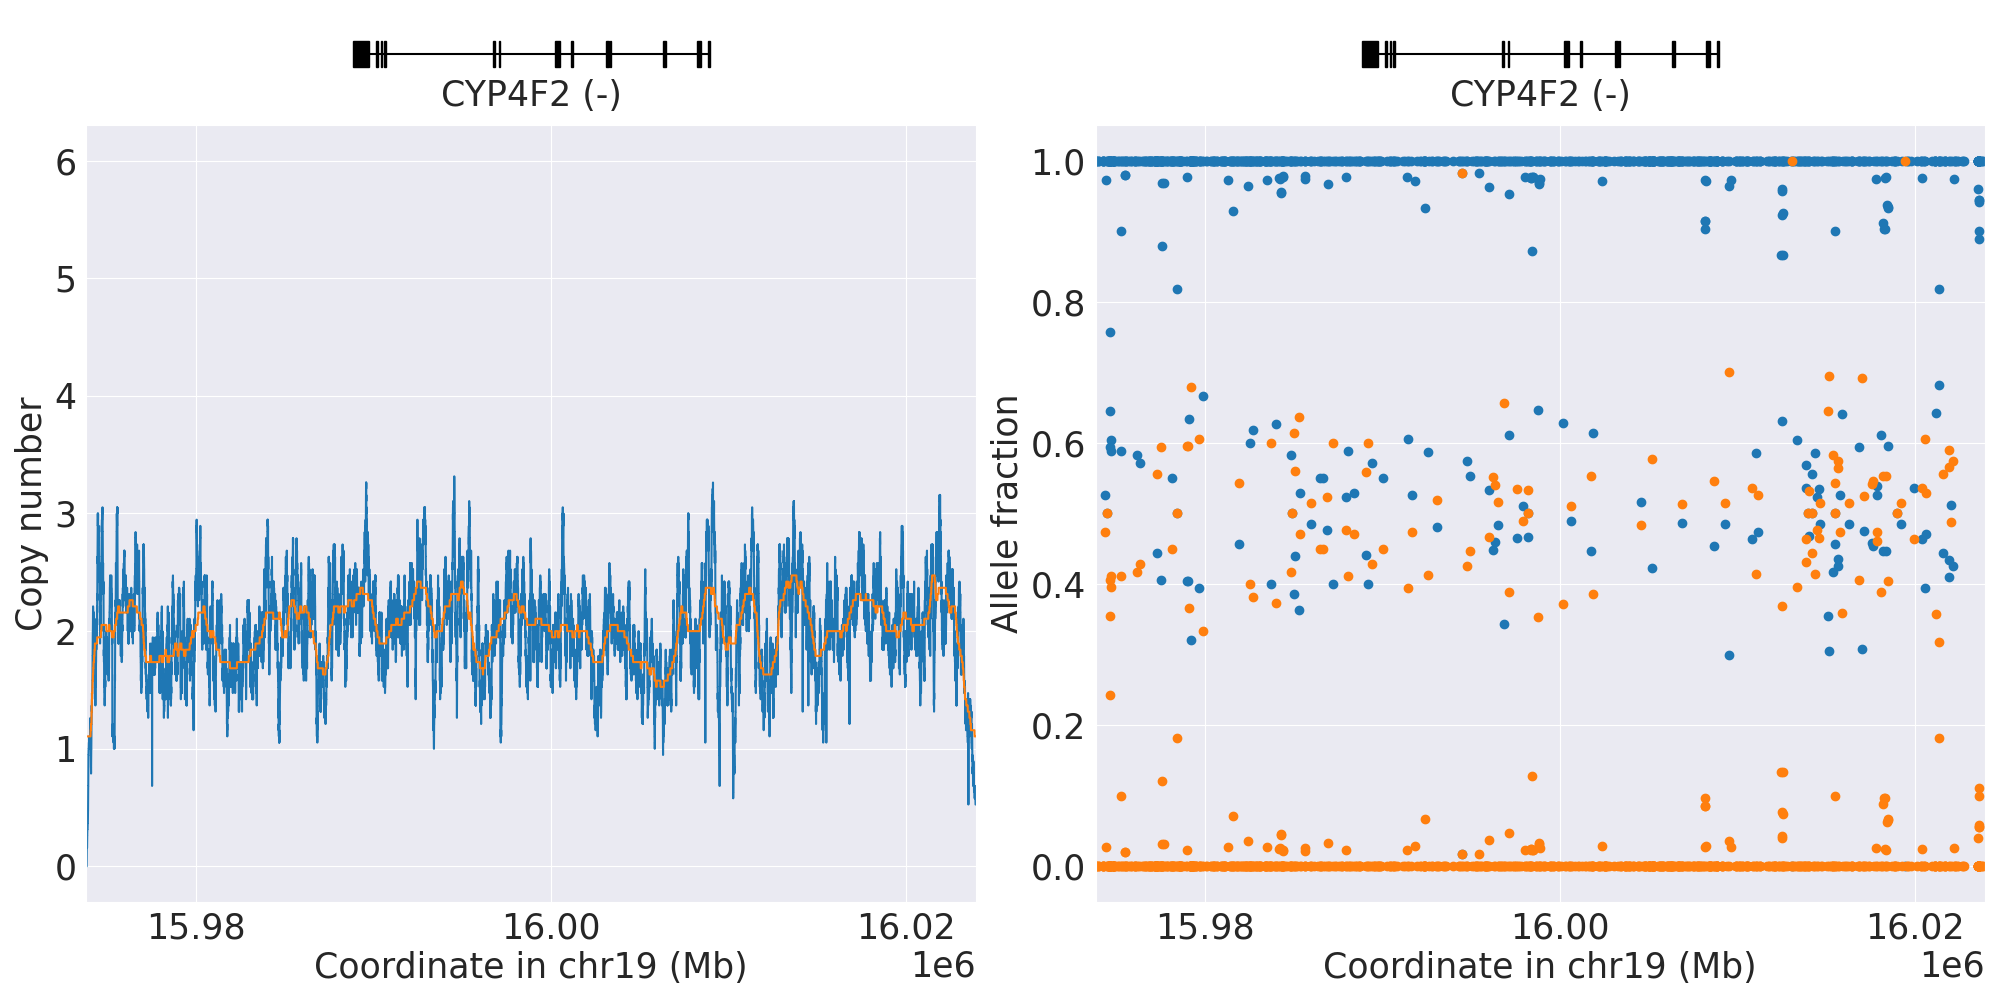 CYP4F2 (-)
6
5
4
3
2
1
0
Copy number
15.98
16.00
16.02
Coordinate in chr19 (Mb)
1e6
CYP4F2 (-)
1.0
0.8
0.6
0.4
0.2
0.0
Allele fraction
15.98
16.00
16.02
Coordinate in chr19 (Mb)
1e6